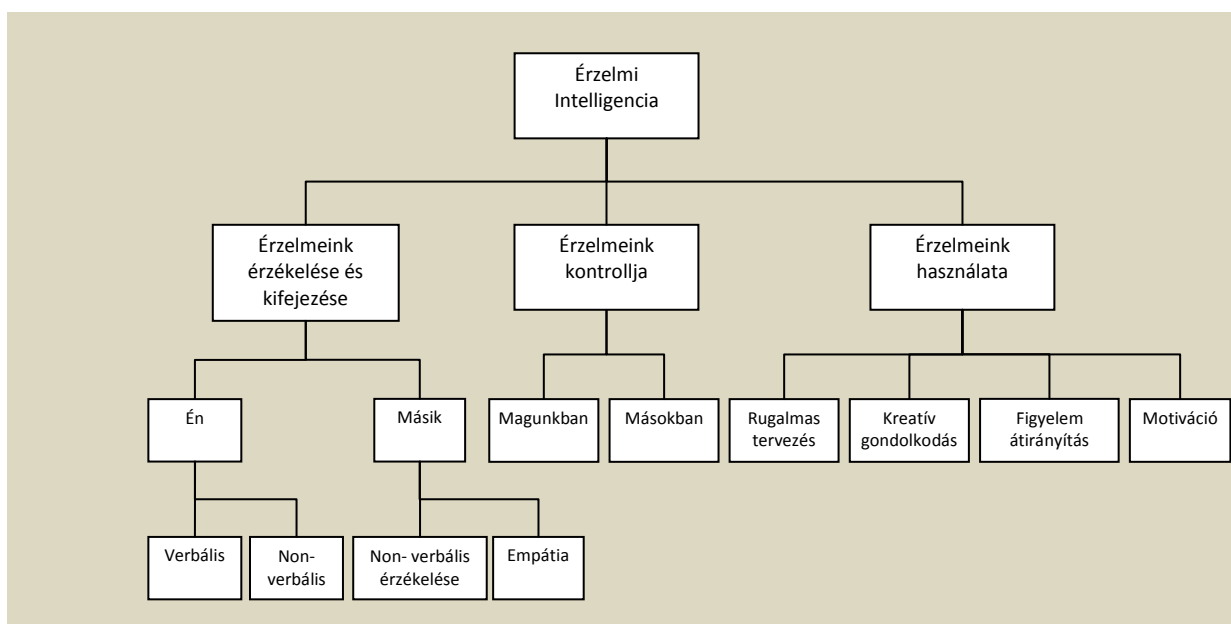 Érzelmi
Intelligencia
Érzelmeink
érzékelése és
kifejezése
Érzelmeink
kontrollja
Érzelmeink
használata
Én
Másik
Magunkban
Másokban
Rugalmas
tervezés
Kreatív
gondolkodás
Figyelem
átirányítás
Motiváció
Verbális
Non-
verbális
Non- verbális
érzékelése
Empátia